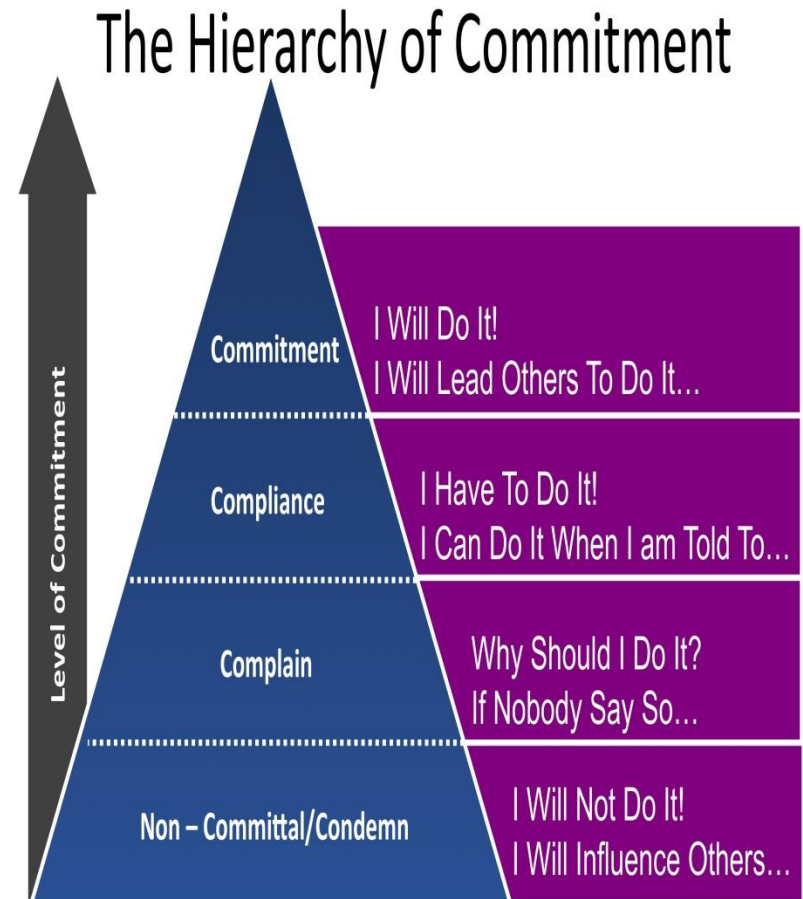 The Hierarchy of Commitment
Level of Commitment
Commitment
I Will Do It!
I Will Lead Others To Do It...
Compliance
I Have To Do It!
I Can Do It When I am Told To...
Complain
Why Should I Do It?
If Nobody Say So...
Non – Committal/Condemn
I Will Not Do It!
I Will Influence Others...